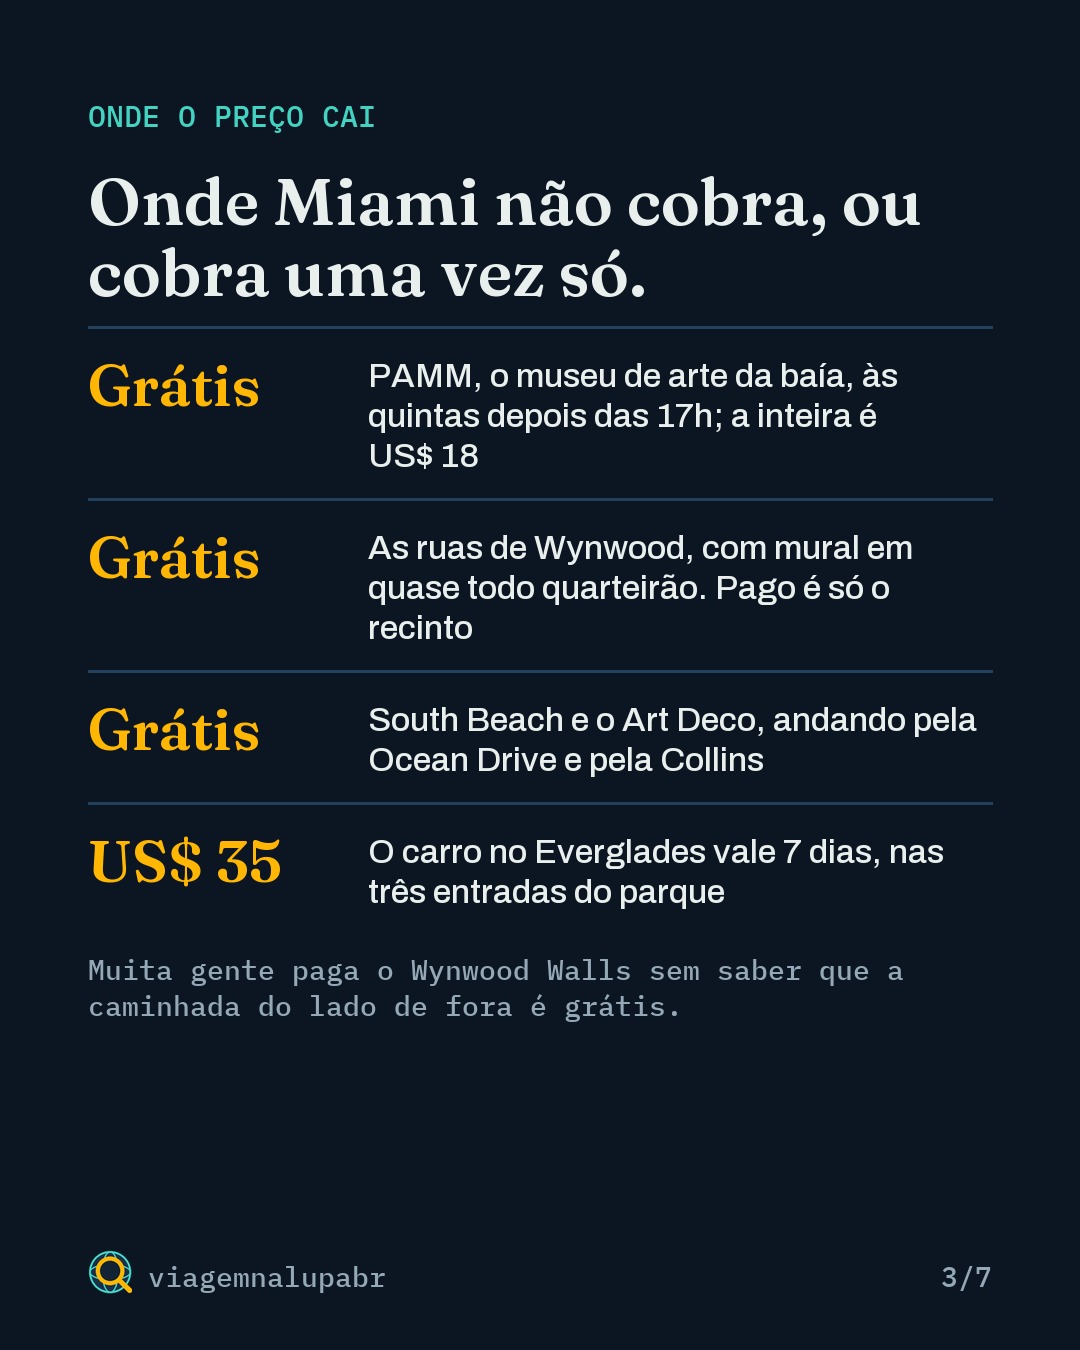 ONDE O PREÇO CAI
Onde Miami não cobra, ou
cobra uma vez só.
Grátis
PAMM, o museu de arte da baía, às
quintas depois das 17h; a inteira é
US$ 18
Grátis
As ruas de Wynwood, com mural em
quase todo quarteirão. Pago é só o
recinto
Grátis
South Beach e o Art Deco, andando pela
Ocean Drive e pela Collins
US$ 35
O carro no Everglades vale 7 dias, nas
três entradas do parque
Muita gente paga o Wynwood Walls sem saber que a
caminhada do lado de fora é grátis.
viagemnalupabr
3/7